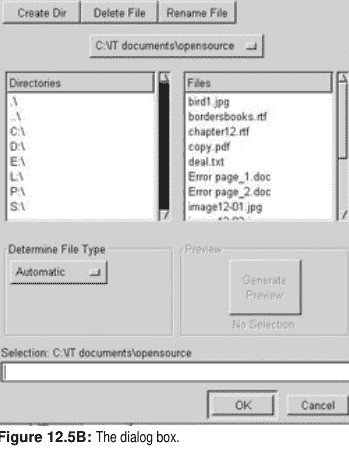 Create Dir Delete File Rename File
C:\IT documents\opensource
Directories
.\
..\
C:\
D:\
E:\
L:\
P:\
S:\
Files
bird1.jpg
bordersbooks.rtf
chapter12.rtf
copy.pdf
deal.txt
Error page_1.doc
Error page_2.doc
image12-01.jpg
Determine File Type
Automatic
Preview
Generate
Preview
No Selection
Selection: C:\IT documents\opensource
OK Cancel
Figure 12.5B: The dialog box.